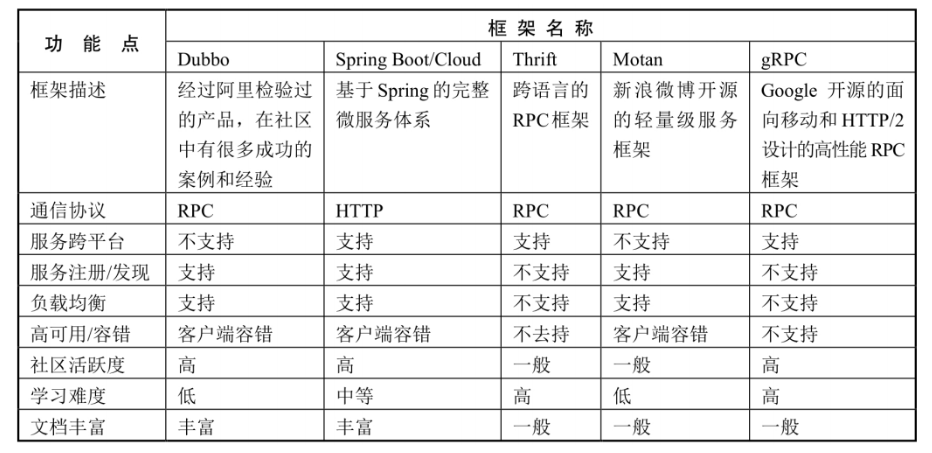 功 能 点
框 架 名 称
Dubbo Spring Boot/Cloud Thrift Motan gRPC
框架描述 经过阿里检验过 基于 Spring 的完整 跨语言的 新浪微博开源 Google 开源的面
的产品，在社区 微服务体系 RPC 框架 的轻量级服务 向移动和 HTTP/2
中有很多成功的 框架 设计的高性能 RPC
案例和经验 框架
通信协议 RPC HTTP RPC RPC RPC
服务跨平台 不支持 支持 支持 不支持 支持
服务注册/发现 支持 支持 不支持 支持 不支持
负载均衡 支持 支持 不支持 支持 不支持
高可用/容错 客户端容错 客户端容错 不去持 客户端容错 不支持
社区活跃度 高 高 一般 一般 高
学习难度 低 中等 高 低 高
文档丰富 丰富 丰富 一般 一般 一般